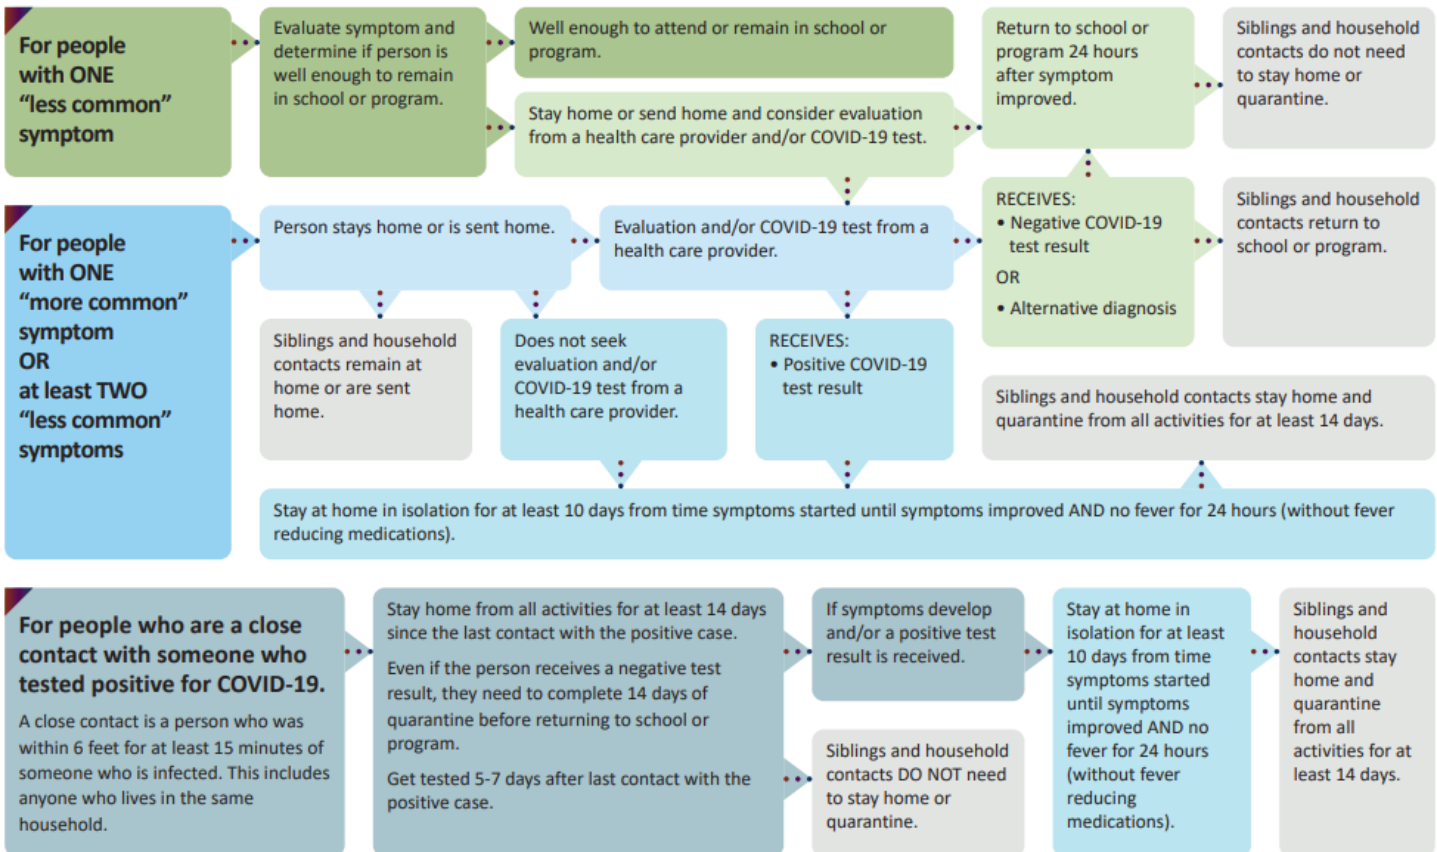 For people
with ONE
“less common”
symptom
Evaluate symptom and
determine if person is
well enough to remain
in school or program.
Well enough to attend or remain in school or
program.
Stay home or send home and consider evaluation
from a health care provider and/or COVID-19 test.
Return to school or
program 24 hours
after symptom
improved.
Siblings and household
contacts do not need
to stay home or
quarantine.
For people
with ONE
“more common”
symptom
OR
at least TWO
“less common”
symptoms
Person stays home or is sent home.
Evaluation and/or COVID-19 test from a
health care provider.
RECEIVES:
• Negative COVID-19
test result
OR
• Alternative diagnosis
Siblings and household
contacts return to
school or program.
Siblings and household
contacts remain at
home or are sent
home.
Does not seek
evaluation and/or
COVID-19 test from a
health care provider.
RECEIVES:
• Positive COVID-19
test result
Siblings and household contacts stay home and
quarantine from all activities for at least 14 days.
Stay at home in isolation for at least 10 days from time symptoms started until symptoms improved AND no fever for 24 hours (without fever
reducing medications).
For people who are a close
contact with someone who
tested positive for COVID-19.
A close contact is a person who was
within 6 feet for at least 15 minutes of
someone who is infected. This includes
anyone who lives in the same
household.
Stay home from all activities for at least 14 days
since the last contact with the positive case.
Even if the person receives a negative test
result, they need to complete 14 days of
quarantine before returning to school or
program.
Get tested 5-7 days after last contact with the
positive case.
If symptoms develop
and/or a positive test
result is received.
Siblings and household
contacts DO NOT need
to stay home or
quarantine.
Stay at home in
isolation for at least
10 days from time
symptoms started
until symptoms
improved AND no
fever for 24 hours
(without fever
reducing
medications).
Siblings and
household
contacts stay
home and
quarantine
from all
activities for at
least 14 days.